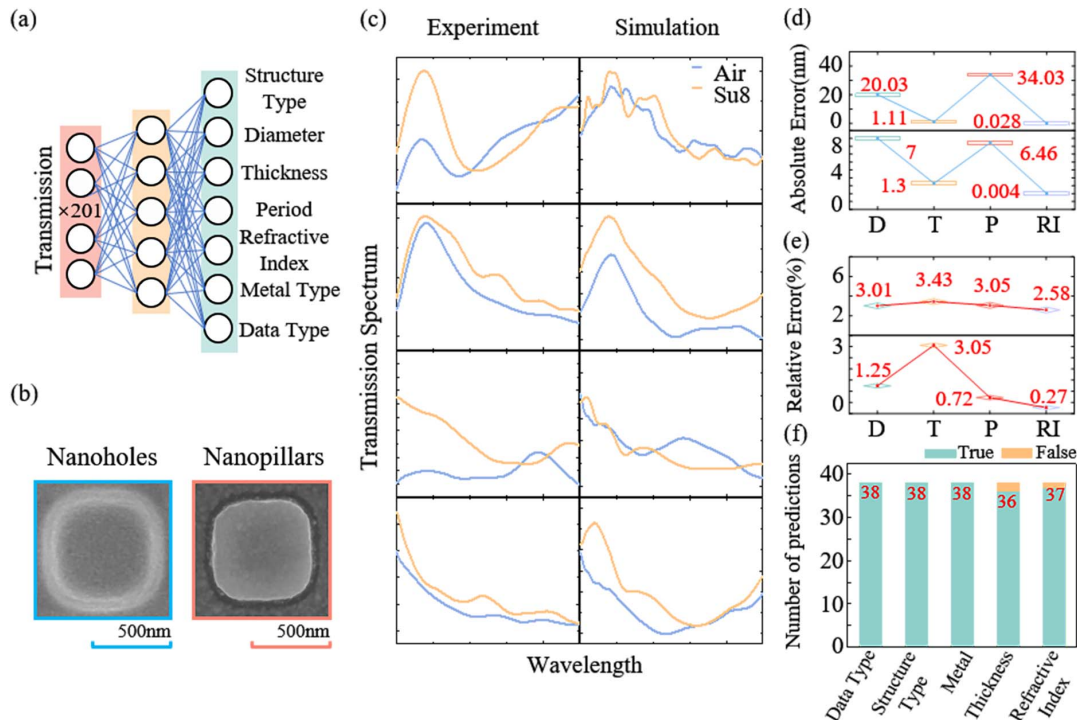 (a)
Transmission
×201
Structure
Type
Diameter
Thickness
Period
Refractive
Index
Metal Type
Data Type
(b)
Nanoholes
Nanopillars
500nm
500nm
(c)
Experiment
Simulation
Air
Su8
Transmission Spectrum
Wavelength
(d)
Absolute Error(nm)
40
20
0
20.03
1.11
34.03
0.028
8
4
0
7
1.3
6.46
0.004
D T P RI
(e)
Relative Error(%)
6
2
3.01
3.43
3.05
2.58
3
0
1.25
3.05
0.72
0.27
D T P RI
(f)
True
False
Number of predictions
40
30
20
10
0
38
38
38
36
37
Data Type
Structure
Type
Metal
Thickness
Refractive
Index